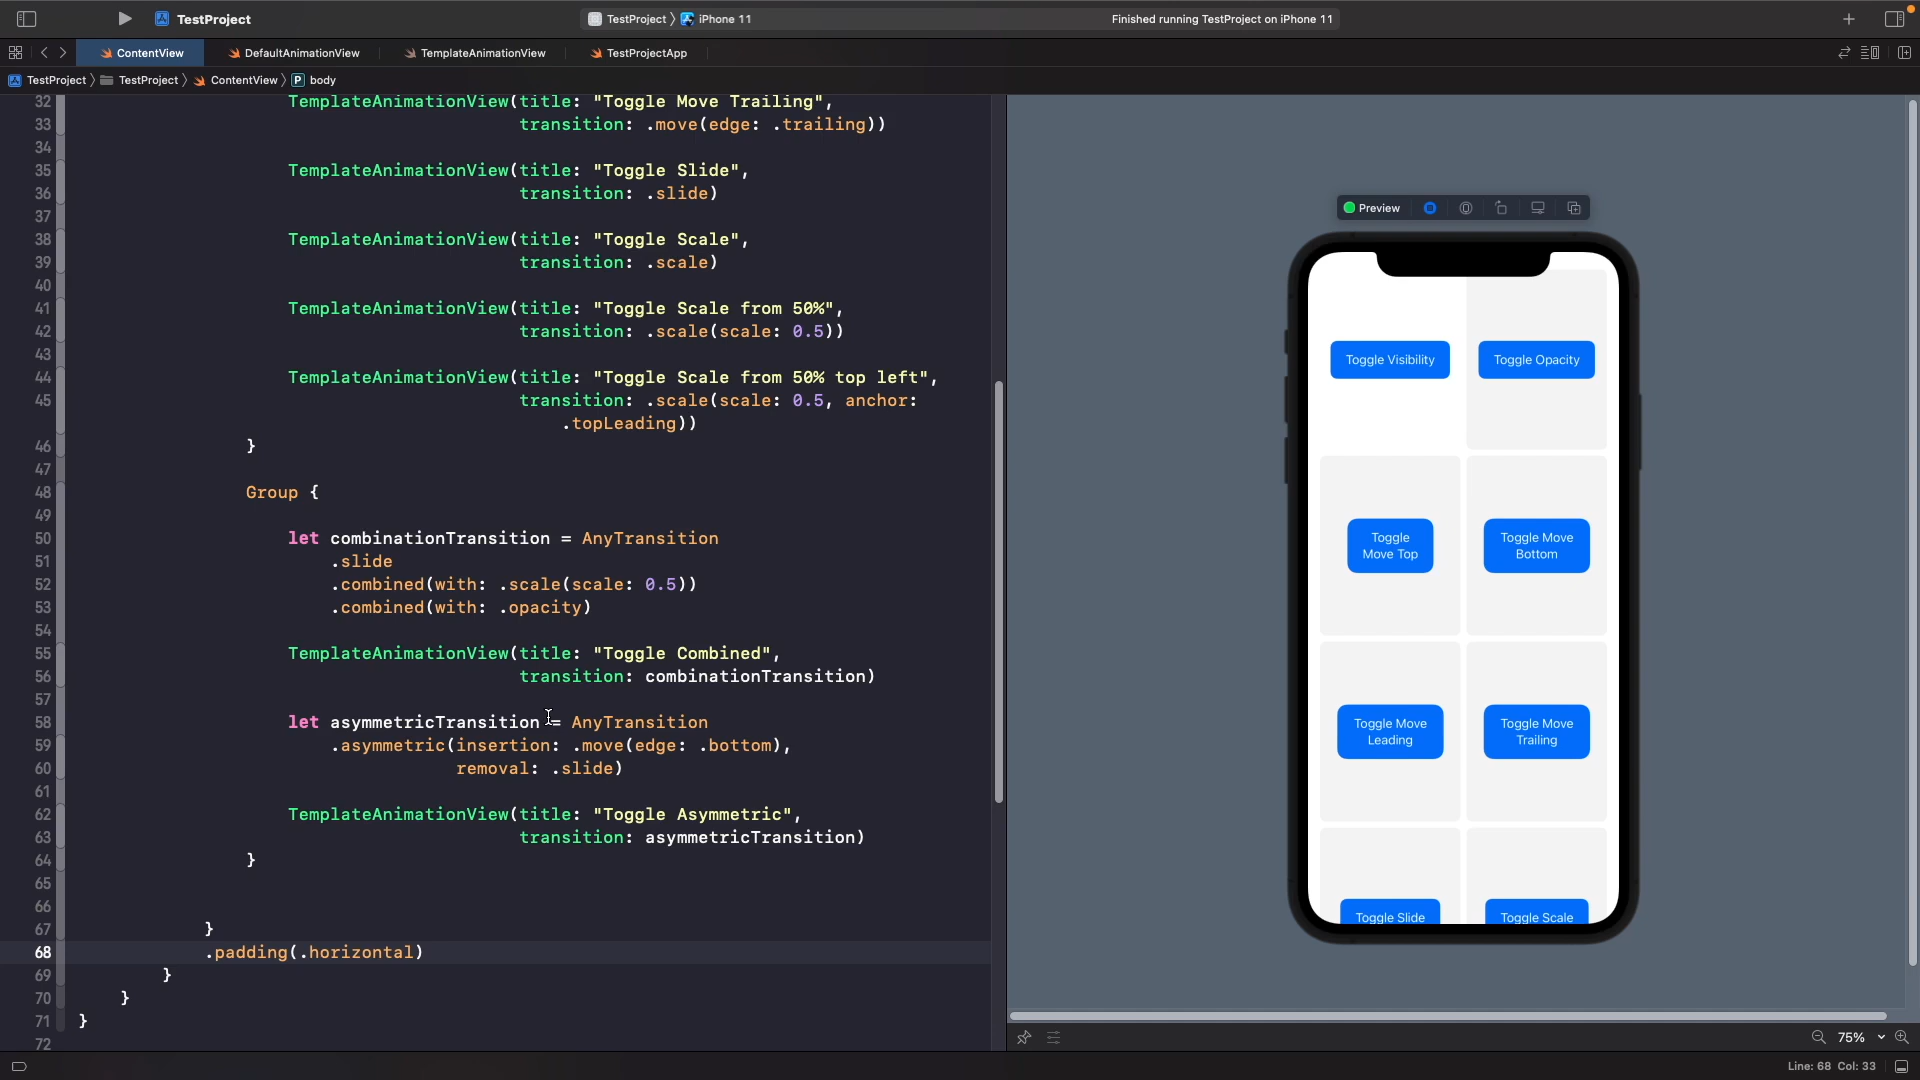 TestProject
TestProject 〉 iPhone 11
Finished running TestProject on iPhone 11
ContentView
DefaultAnimationView
TemplateAnimationView
TestProjectApp
TestProject 〉 TestProject 〉 ContentView 〉 P body
32 TemplateAnimationView(title: "Toggle Move Trailing",
33 transition: .move(edge: .trailing))
34
35 TemplateAnimationView(title: "Toggle Slide",
36 transition: .slide)
37
38 TemplateAnimationView(title: "Toggle Scale",
39 transition: .scale)
40
41 TemplateAnimationView(title: "Toggle Scale from 50%",
42 transition: .scale(scale: 0.5))
43
44 TemplateAnimationView(title: "Toggle Scale from 50% top left",
45 transition: .scale(scale: 0.5, anchor:
.topLeading))
46 }
47
48 Group {
49
50 let combinationTransition = AnyTransition
51 .slide
52 .combined(with: .scale(scale: 0.5))
53 .combined(with: .opacity)
54
55 TemplateAnimationView(title: "Toggle Combined",
56 transition: combinationTransition)
57
58 let asymmetricTransition = AnyTransition
59 .asymmetric(insertion: .move(edge: .bottom),
60 removal: .slide)
61
62 TemplateAnimationView(title: "Toggle Asymmetric",
63 transition: asymmetricTransition)
64 }
65
66
67 }
68 .padding(.horizontal)
69 }
70 }
71 }
72
Preview
Toggle Visibility
Toggle Opacity
Toggle
Move Top
Toggle Move
Bottom
Toggle Move
Leading
Toggle Move
Trailing
Toggle Slide
Toggle Scale
75%
Line: 68 Col: 33